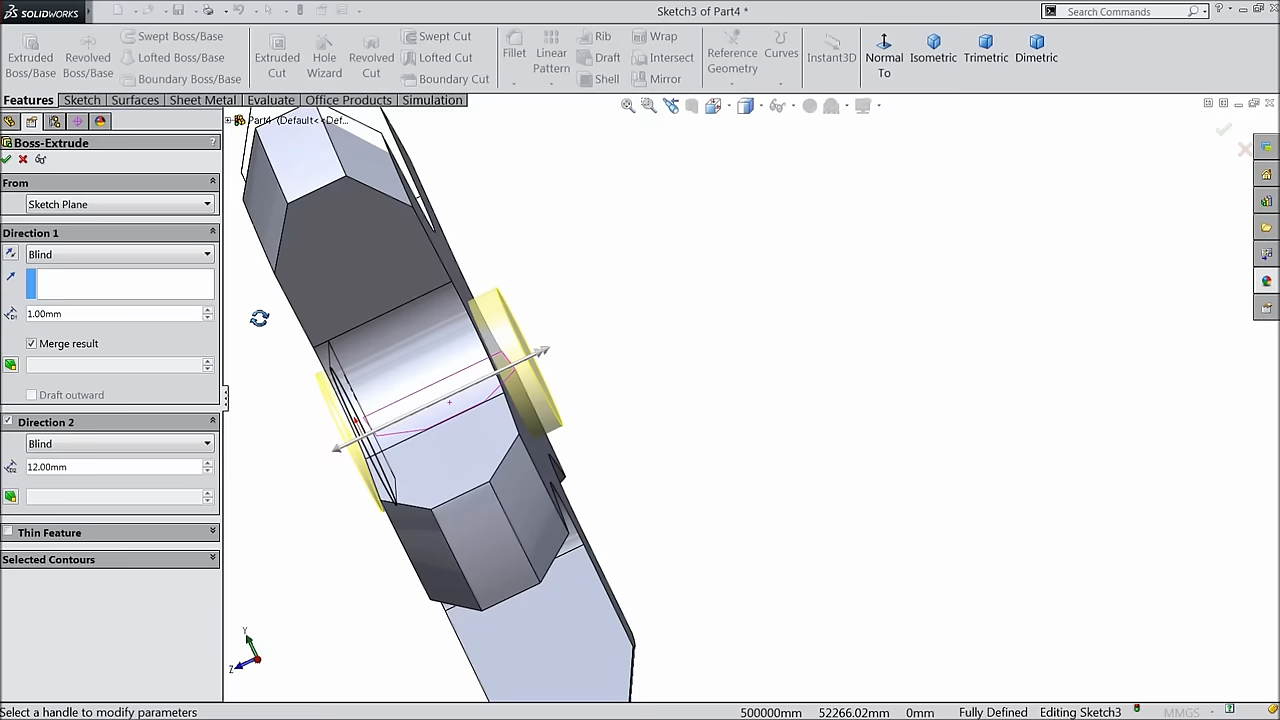 SOLIDWORKS
Sketch3 of Part4 *
Search Commands
Extruded Boss/Base
Revolved Boss/Base
Swept Boss/Base
Lofted Boss/Base
Boundary Boss/Base
Extruded Cut
Hole Wizard
Revolved Cut
Swept Cut
Lofted Cut
Boundary Cut
Fillet
Linear Pattern
Rib
Draft
Shell
Wrap
Intersect
Mirror
Reference Geometry
Curves
Instant3D
Normal To
Isometric
Trimetric
Dimetric
Features
Sketch
Surfaces
Sheet Metal
Evaluate
Office Products
Simulation
Part4 (Default<<Def...
Boss-Extrude
?
From
Sketch Plane
Direction 1
Blind
1.00mm
Merge result
Draft outward
Direction 2
Blind
12.00mm
Thin Feature
Selected Contours
Y
Z
Select a handle to modify parameters
500000mm
52266.02mm
0mm
Fully Defined
Editing Sketch3
MMGS